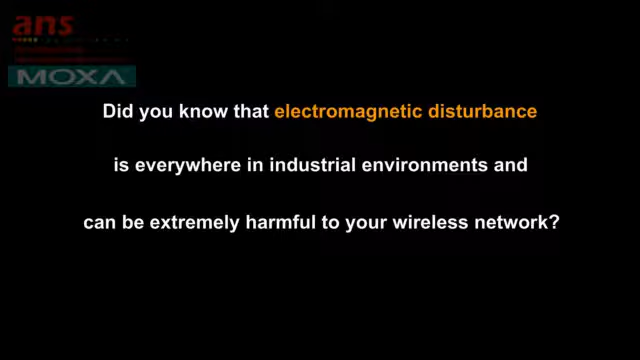 ans
MOXA
Did you know that electromagnetic disturbance
is everywhere in industrial environments and
can be extremely harmful to your wireless network?